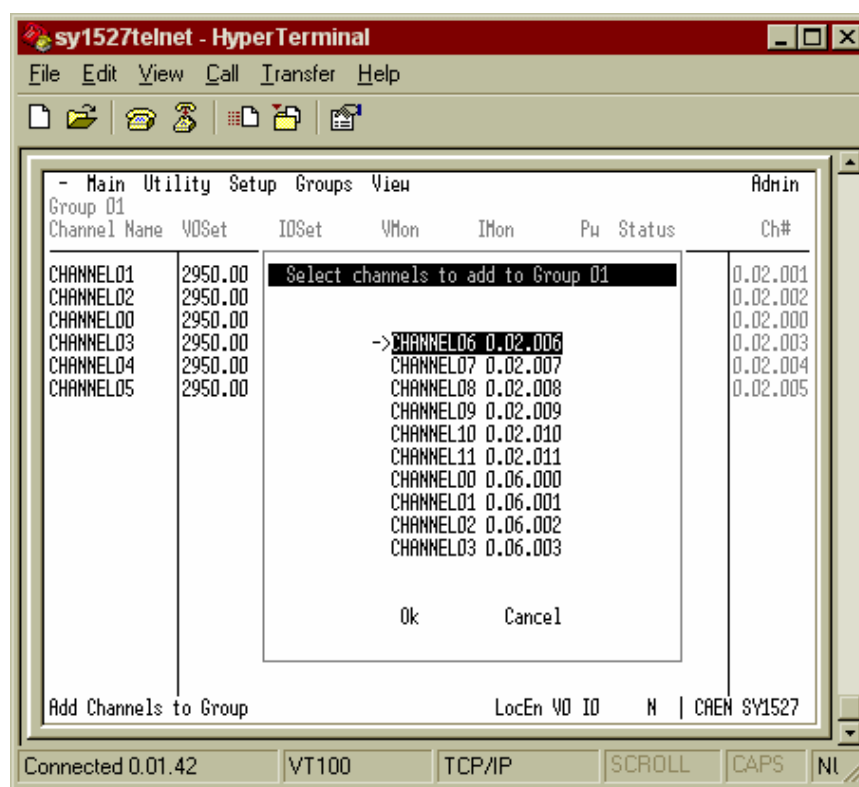 sy1527telnet - HyperTerminal
File Edit View Call Transfer Help
- Main Utility Setup Groups View Admin
Group 01
Channel Name V0Set I0Set VMon IMon Pw Status Ch#
CHANNEL01 2950.00 Select channels to add to Group 01 0.02.001
CHANNEL02 2950.00 0.02.002
CHANNEL00 2950.00 0.02.000
CHANNEL03 2950.00 ->CHANNEL06 0.02.006 0.02.003
CHANNEL04 2950.00 CHANNEL07 0.02.007 0.02.004
CHANNEL05 2950.00 CHANNEL08 0.02.008 0.02.005
CHANNEL09 0.02.009
CHANNEL10 0.02.010
CHANNEL11 0.02.011
CHANNEL00 0.06.000
CHANNEL01 0.06.001
CHANNEL02 0.06.002
CHANNEL03 0.06.003
Ok Cancel
Add Channels to Group LocEn V0 I0 N | CAEN SY1527
Connected 0.01.42 VT100 TCP/IP SCROLL CAPS